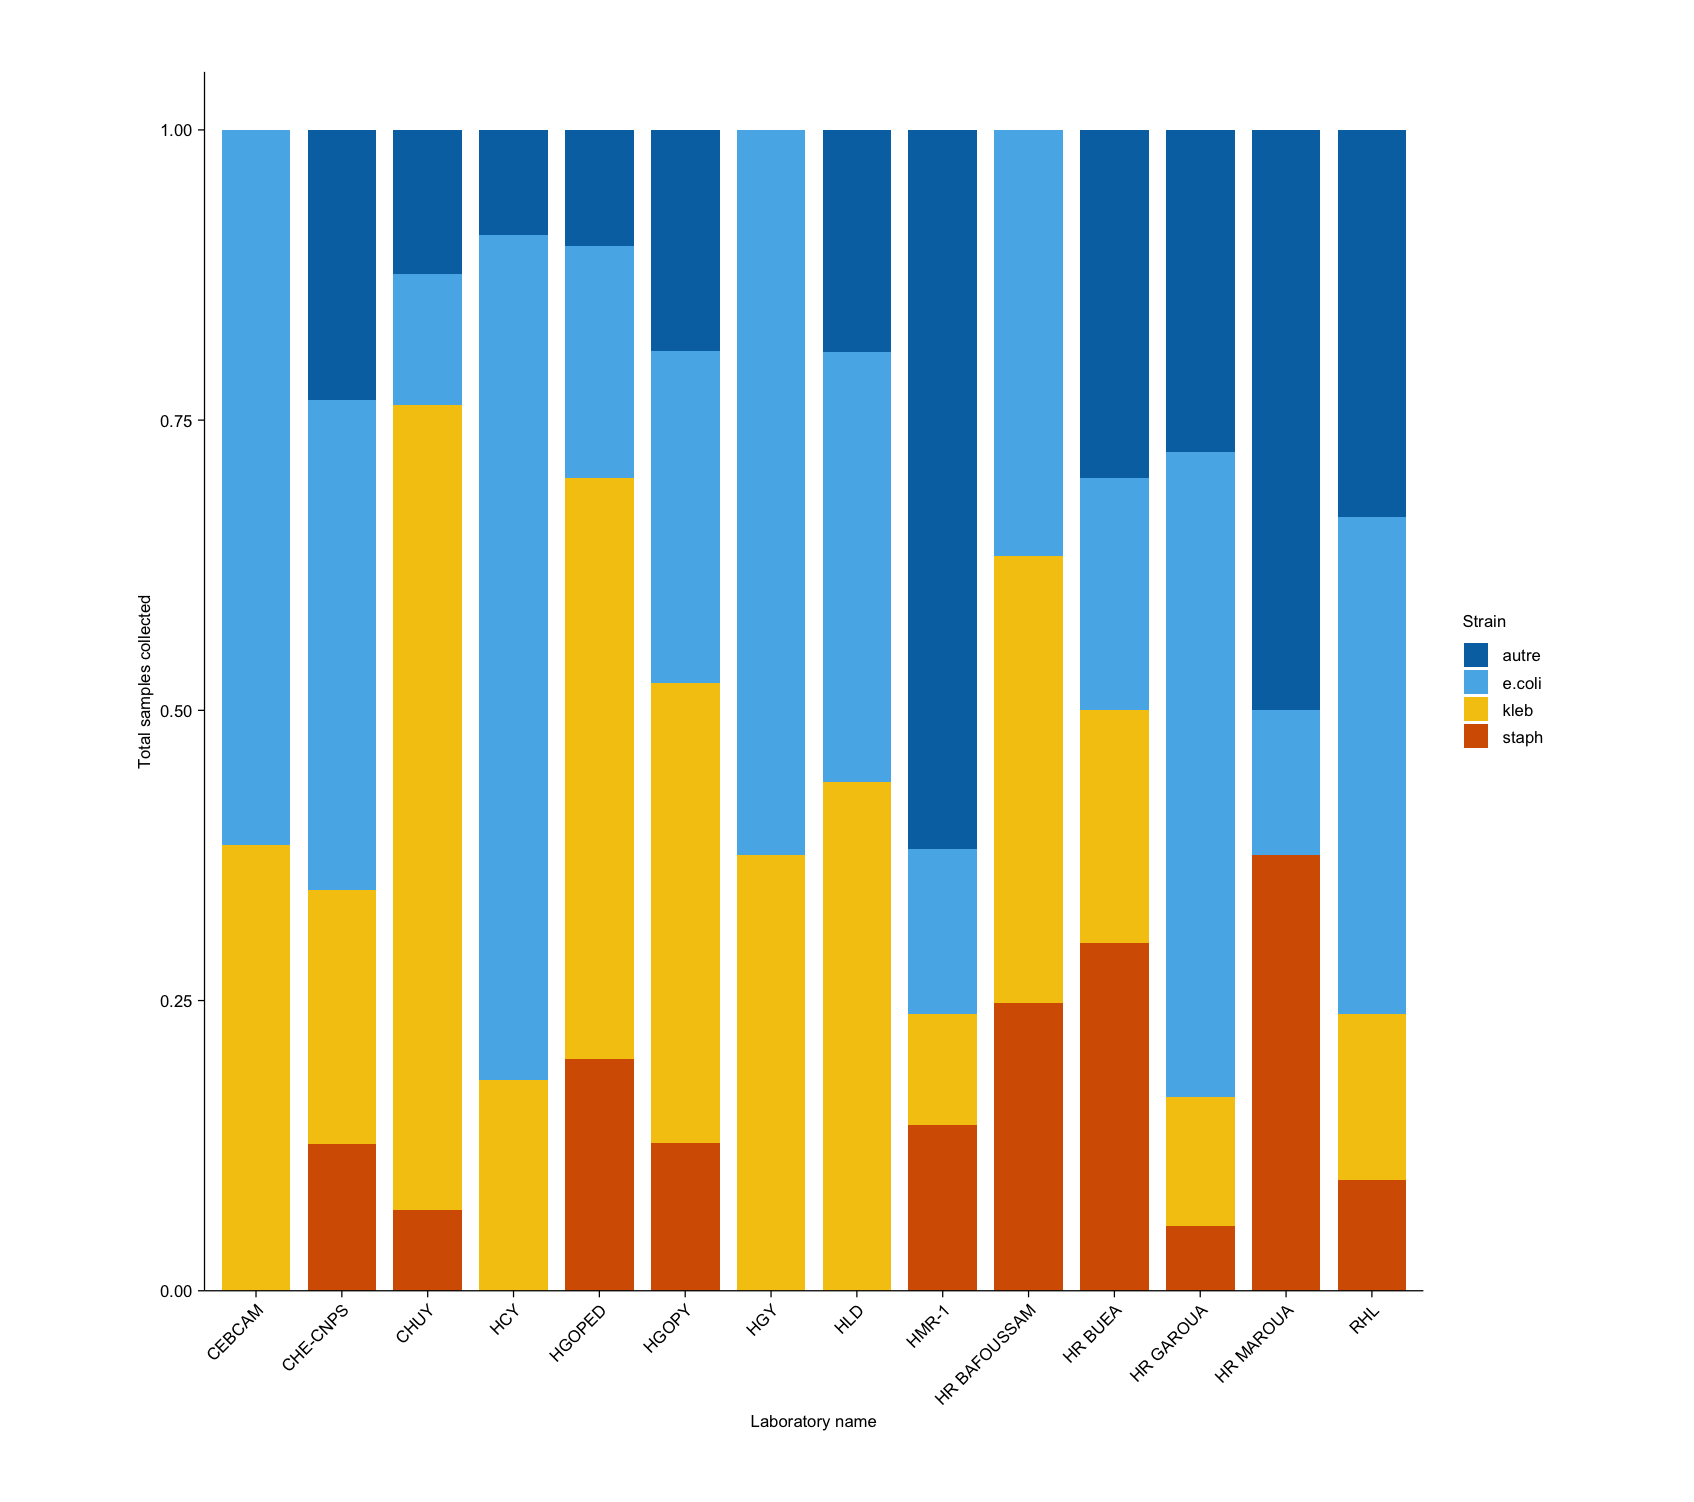 1.00
0.75
0.50
0.25
0.00
Total samples collected
CEBCAM
CHE-CNPS
CHUY
HCY
HGOPED
HGOPY
HGY
HLD
HMR-1
HR BAFOUSSAM
HR BUEA
HR GAROUA
HR MAROUA
RHL
Laboratory name
Strain
autre
e.coli
kleb
staph